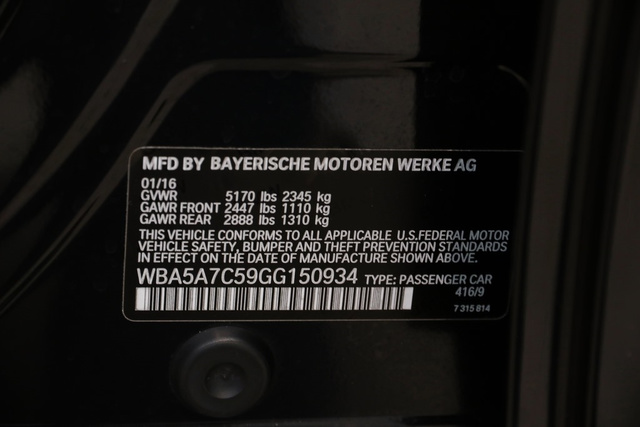 MFD BY BAYERISCHE MOTOREN WERKE AG
01/16
GVWR 5170 lbs 2345 kg
GAWR FRONT 2447 lbs 1110 kg
GAWR REAR 2888 lbs 1310 kg
THIS VEHICLE CONFORMS TO ALL APPLICABLE U.S.FEDERAL MOTOR
VEHICLE SAFETY, BUMPER AND THEFT PREVENTION STANDARDS
IN EFFECT ON THE DATE OF MANUFACTURE SHOWN ABOVE.
WBA5A7C59GG150934 TYPE: PASSENGER CAR
416/9
7 315 814